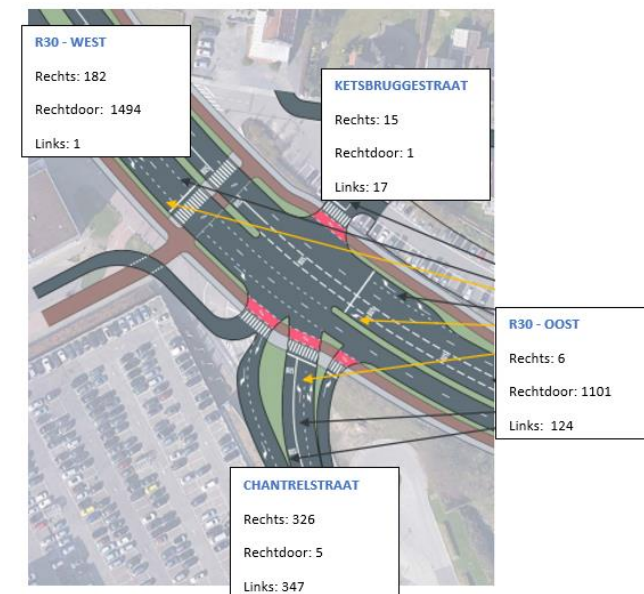 R30 - WEST
Rechts: 182
Rechtdoor: 1494
Links: 1
KETSBRUGGESTRAAT
Rechts: 15
Rechtdoor: 1
Links: 17
R30 - OOST
Rechts: 6
Rechtdoor: 1101
Links: 124
CHANTRELSTRAAT
Rechts: 326
Rechtdoor: 5
Links: 347